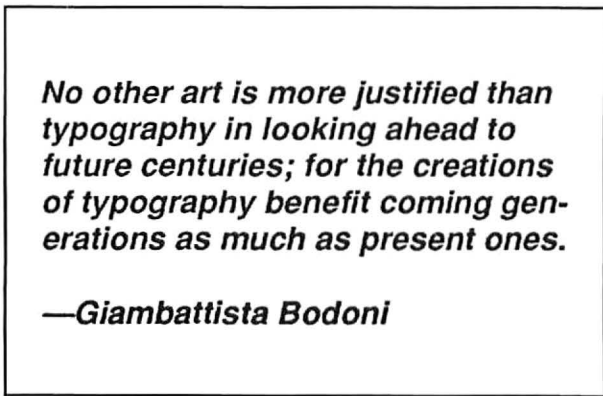 No other art is more justified than
typography in looking ahead to
future centuries; for the creations
of typography benefit coming gen-
erations as much as present ones.
—Giambattista Bodoni